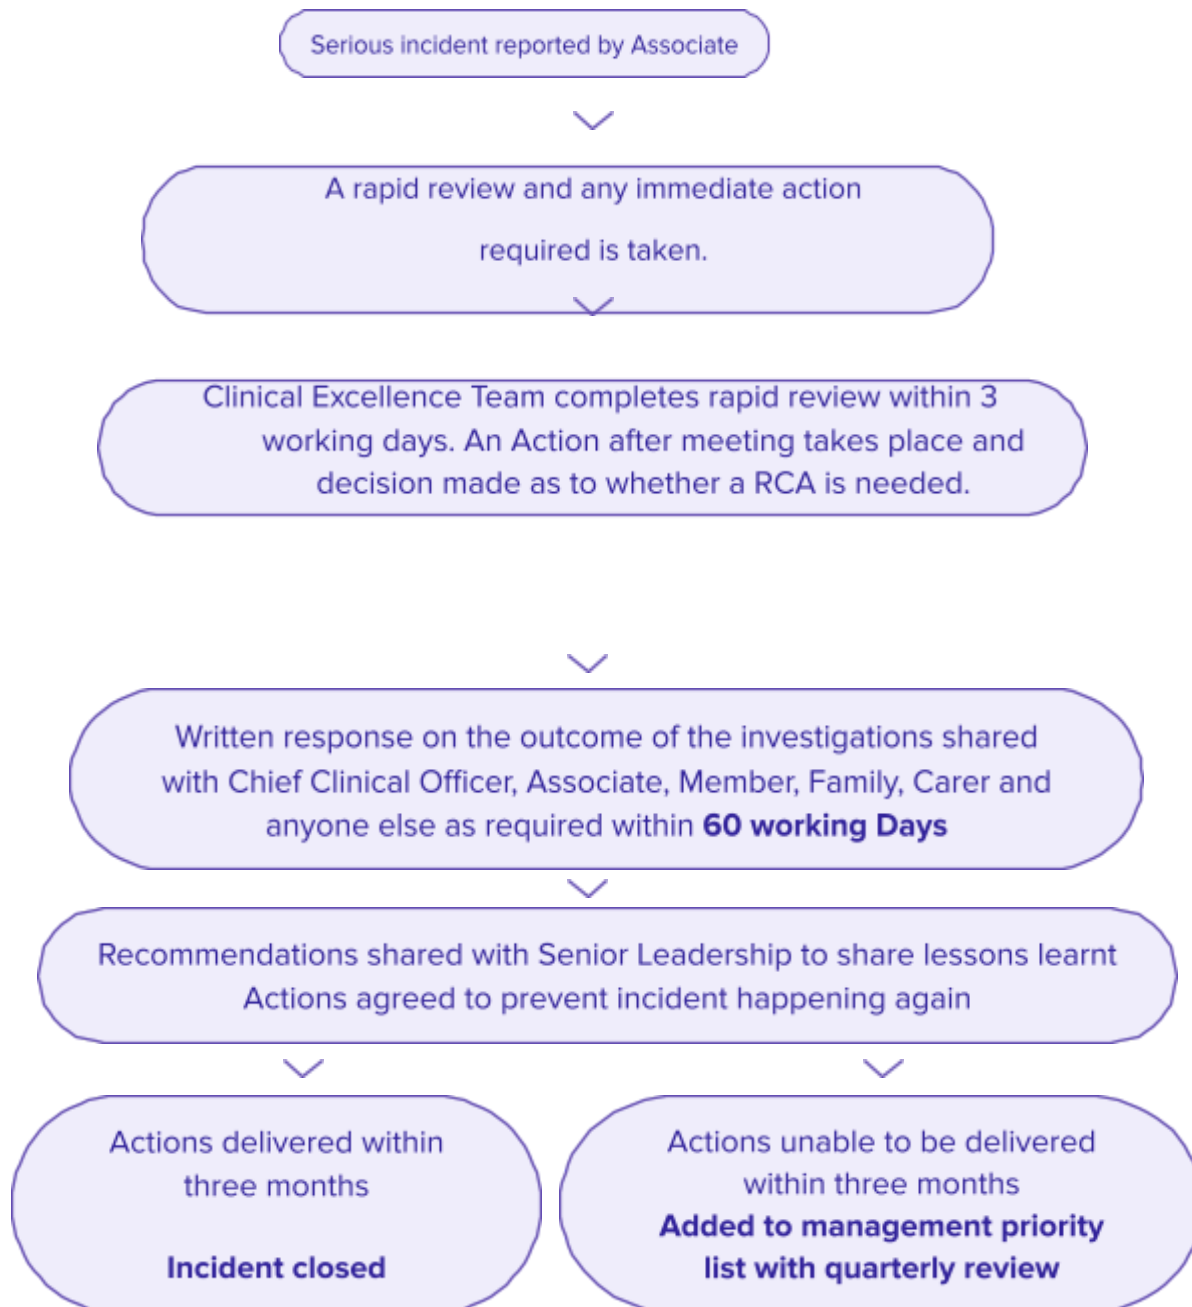 Serious incident reported by Associate
A rapid review and any immediate action
required is taken.
Clinical Excellence Team completes rapid review within 3
working days. An Action after meeting takes place and
decision made as to whether a RCA is needed.
Written response on the outcome of the investigations shared
with Chief Clinical Officer, Associate, Member, Family, Carer and
anyone else as required within 60 working Days
Recommendations shared with Senior Leadership to share lessons learnt
Actions agreed to prevent incident happening again
Actions delivered within
three months
Incident closed
Actions unable to be delivered
within three months
Added to management priority
list with quarterly review